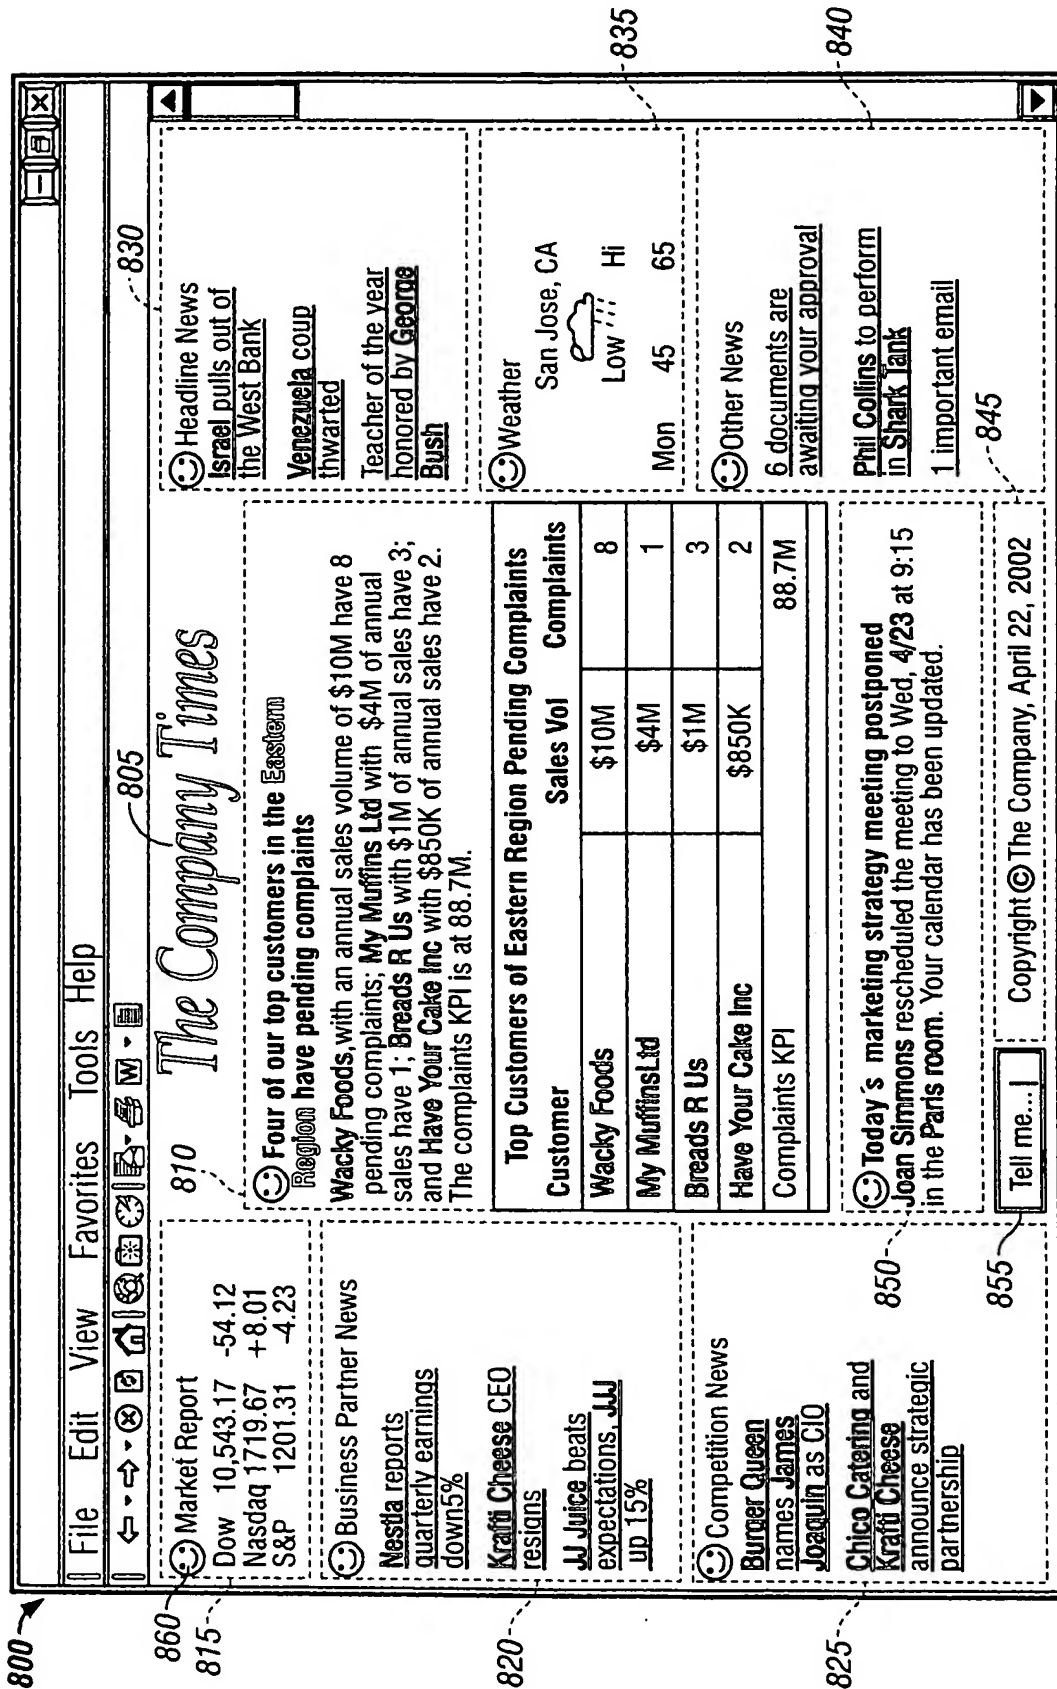 800
File Edit View Favorites Tools Help
W
805
The Company Times
860
815
Market Report
Dow 10,543.17 -54.12
Nasdaq 1719.67 +8.01
S&P 1201.31 -4.23
820
Business Partner News
Nestla reports
quarterly earnings
down5%
Krafti Cheese CEO
resigns
JJ Juice beats
expectations, JJJ
up 15%
825
Competition News
Burger Queen
names James
Joaquin as CIO
Chico Catering and
Krafti Cheese
announce strategic
partnership
810
Four of our top customers in the Eastern
Region have pending complaints
Wacky Foods, with an annual sales volume of $10M have 8
pending complaints; My Muffins Ltd with $4M of annual
sales have 1; Breads R Us with $1M of annual sales have 3;
and Have Your Cake Inc with $850K of annual sales have 2.
The complaints KPI is at 88.7M.
Top Customers of Eastern Region Pending Complaints
Customer Sales Vol Complaints
Wacky Foods $10M 8
My MuffinsLtd $4M 1
Breads R Us $1M 3
Have Your Cake Inc $850K 2
Complaints KPI 88.7M
850
Today´s marketing strategy meeting postponed
Joan Simmons rescheduled the meeting to Wed, 4/23 at 9:15
in the Paris room. Your calendar has been updated.
855
Tell me...|
845
Copyright © The Company, April 22, 2002
830
Headline News
Israel pulls out of
the West Bank
Venezuela coup
thwarted
Teacher of the year
honored by George
Bush
835
Weather
San Jose, CA
Low Hi
Mon 45 65
840
Other News
6 documents are
awaiting your approval
Phil Collins to perform
in Shark Tank
1 important email